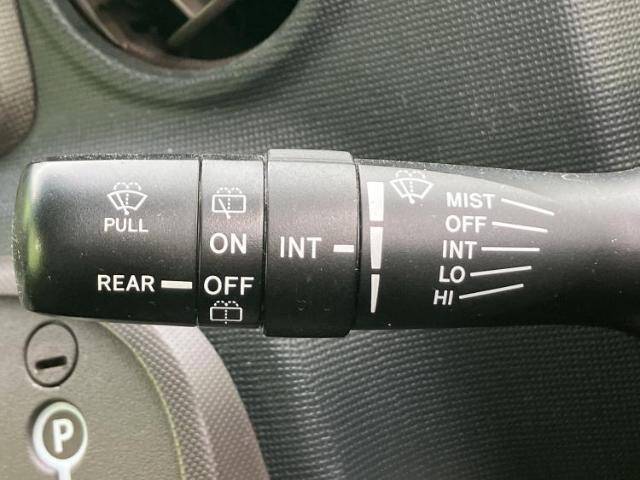 PULL
REAR
ON
OFF
INT
MIST
OFF
INT
LO
HI
P